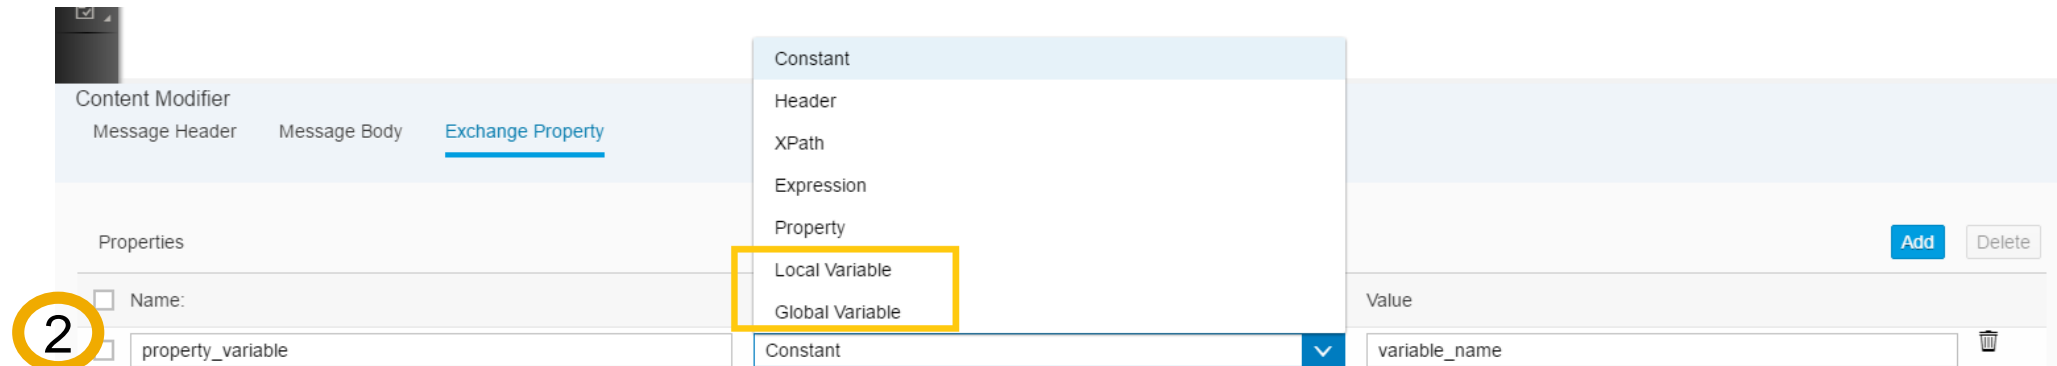 Constant
Content Modifier
Header
Message Header Message Body Exchange Property
XPath
Expression
Property
Properties
Add Delete
Local Variable
Name:
Global Variable
Value
2
property_variable Constant variable_name